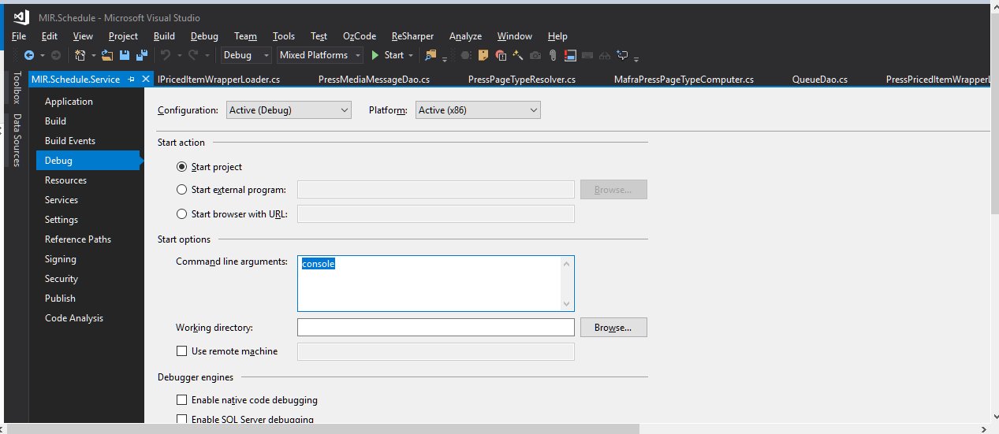 MIR.Schedule - Microsoft Visual Studio
File Edit View Project Build Debug Team Tools Test OzCode ReSharper Analyze Window Help
Debug Mixed Platforms Start
Toolbox
Data Sources
MIR.Schedule.Service IPricedItemWrapperLoader.cs PressMediaMessageDao.cs PressPageTypeResolver.cs MafraPressPageTypeComputer.cs QueueDao.cs PressPricedItemWrapperL
Application
Build
Build Events
Debug
Resources
Services
Settings
Reference Paths
Signing
Security
Publish
Code Analysis
Configuration: Active (Debug) Platform: Active (x86)
Start action
Start project
Start external program: Browse...
Start browser with URL:
Start options
Command line arguments: console
Working directory: Browse...
Use remote machine
Debugger engines
Enable native code debugging
Enable SQL Server debugging